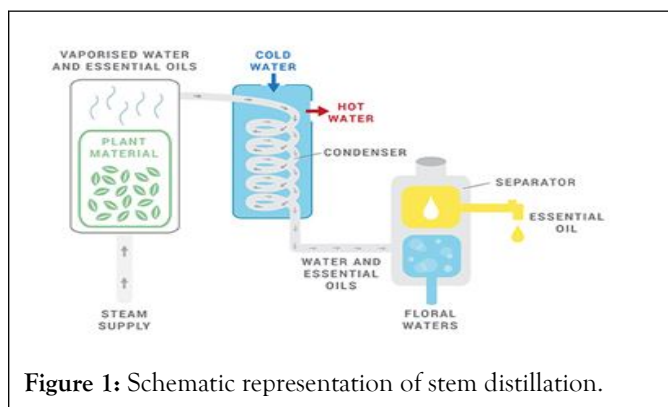 VAPORISED WATER
AND ESSENTIAL OILS
COLD
WATER
HOT
WATER
PLANT
MATERIAL
CONDENSER
SEPARATOR
ESSENTIAL
OIL
WATER AND
ESSENTIAL
OILS
STEAM
SUPPLY
FLORAL
WATERS
Figure 1: Schematic representation of stem distillation.